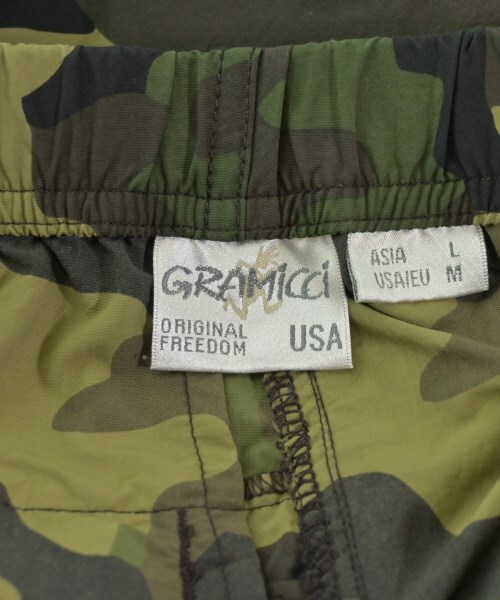 GRAMicci
ORIGINAL
FREEDOM
USA
ASIA L
USA/EU M